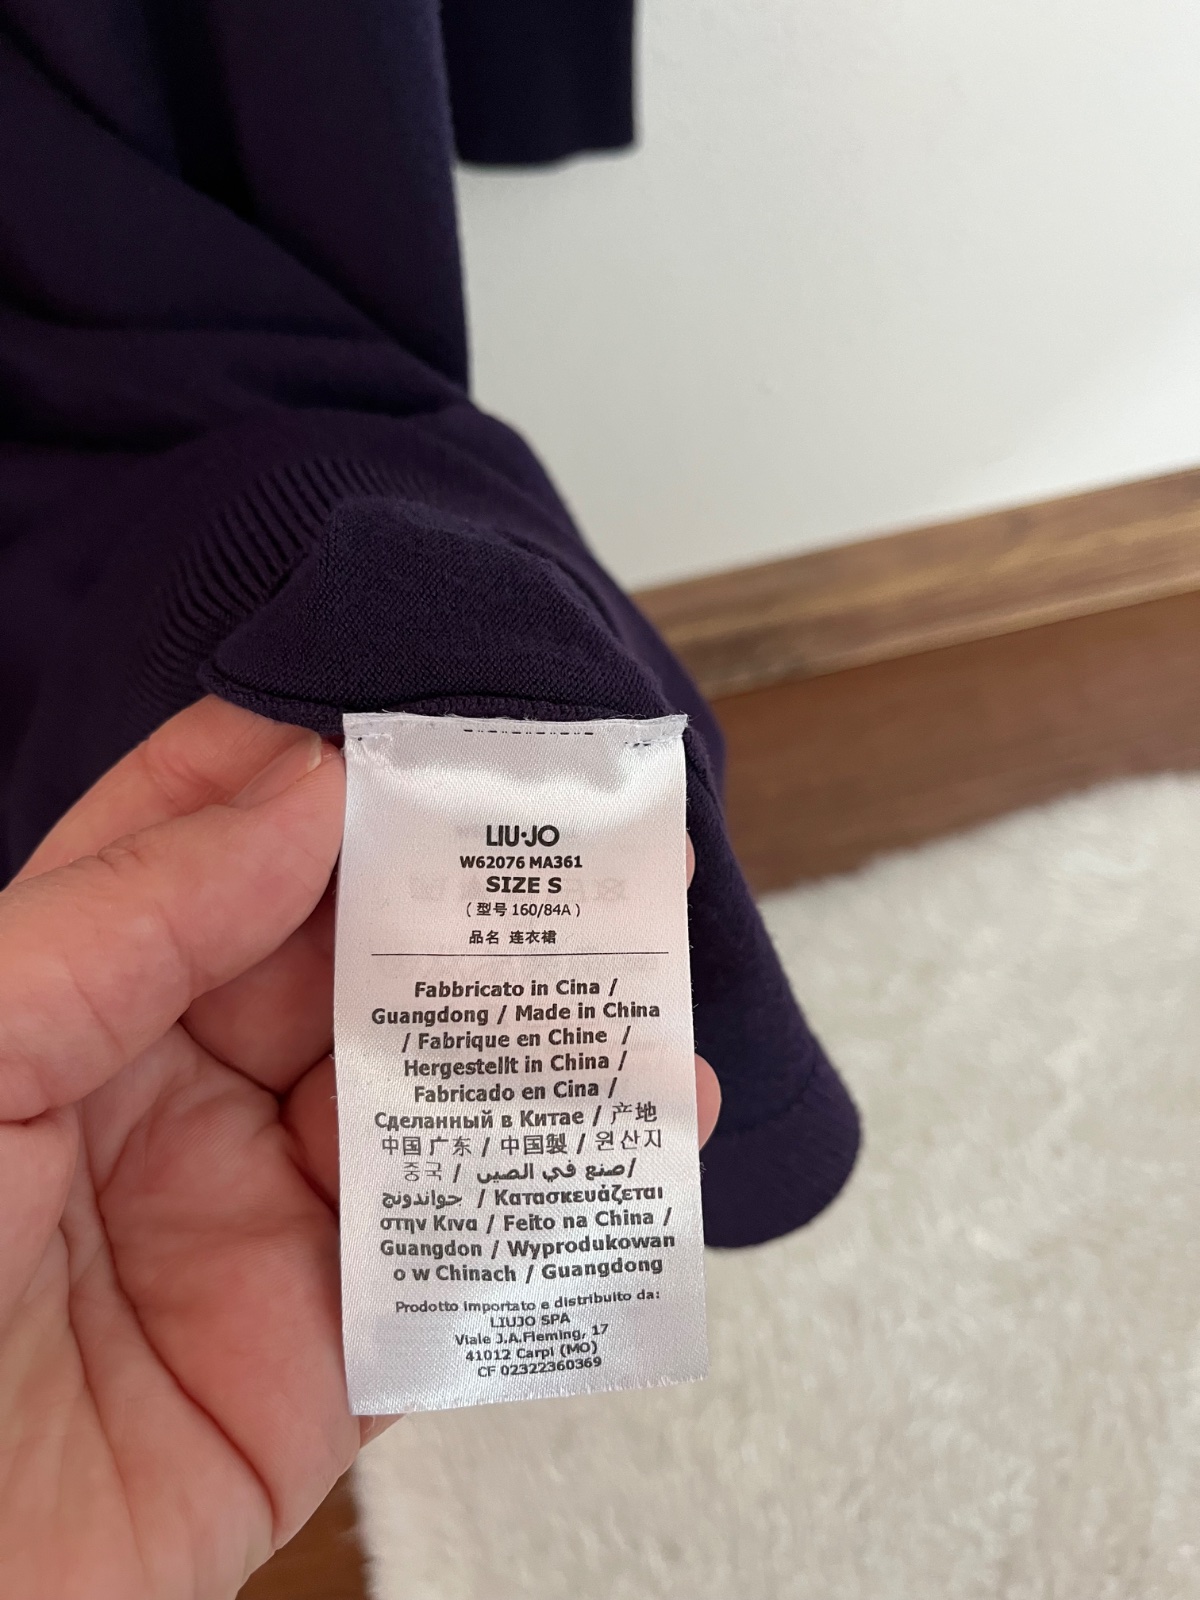 LIU·JO
W62076 MA361
SIZE S
(型号 160/84A)
品名 连衣裙
Fabbricato in Cina /
Guangdong / Made in China
/ Fabrique en Chine /
Hergestellt in China /
Fabricado en Cina /
Сделанный в Китае / 产地
中国 广东 / 中国製 / 원산지
중국 / صنع في الصين/
جواندونج / Κατασκευάζεται
στην Κινα / Feito na China /
Guangdon / Wyprodukowan
o w Chinach / Guangdong
Prodotto importato e distribuito da:
LIUJO SPA
Viale J.A.Fleming, 17
41012 Carpi (MO)
CF 02322360369